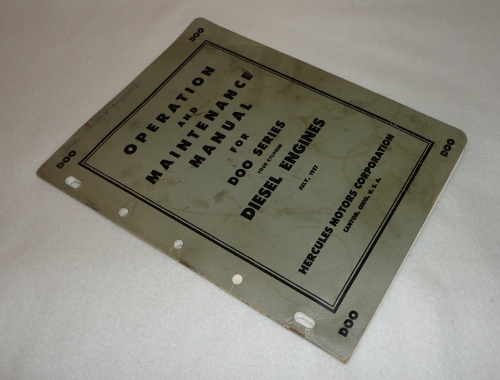 DOO
DOO
OPERATION
AND
MAINTENANCE
MANUAL
FOR
DOO SERIES
FOUR CYLINDER
DIESEL ENGINES
JULY, 1937
HERCULES MOTORS CORPORATION
CANTON, OHIO, U. S. A.
DOO
DOO